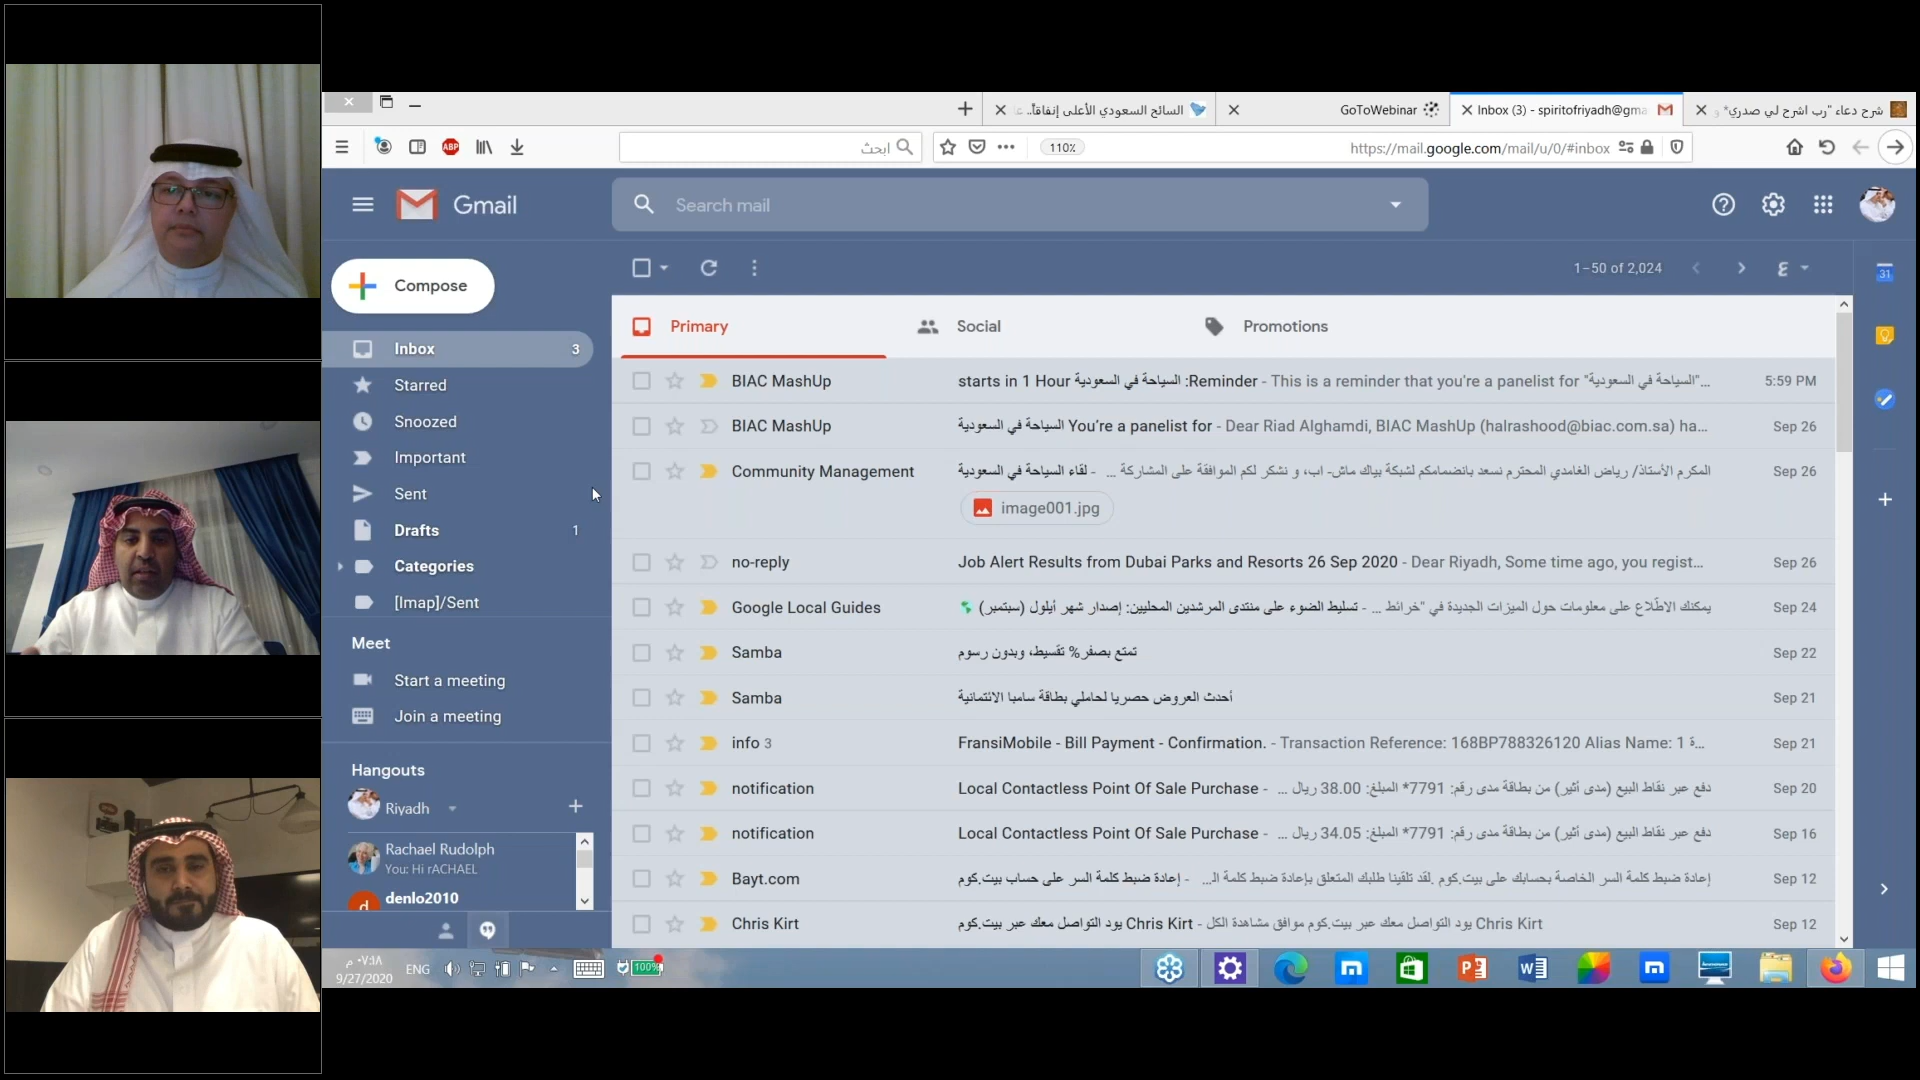 السائح السعودي الأعلى إنفاقاً..
GoToWebinar
Inbox (3) - spiritofriyadh@gma
شرح دعاء "رب اشرح لي صدري"
ABP
ابحث
110%
https://mail.google.com/mail/u/0/#inbox
Gmail
Search mail
Compose
1–50 of 2,024
31
Primary
Social
Promotions
Inbox 3
Starred
Snoozed
Important
Sent
Drafts 1
Categories
[Imap]/Sent
Meet
Start a meeting
Join a meeting
Hangouts
Riyadh
Rachael Rudolph
You: Hi rACHAEL
denlo2010
BIAC MashUp starts in 1 Hour السياحة في السعودية :Reminder - This is a reminder that you're a panelist for "السياحة في السعودية"... 5:59 PM
BIAC MashUp السياحة في السعودية You're a panelist for - Dear Riad Alghamdi, BIAC MashUp (halrashood@biac.com.sa) ha... Sep 26
Community Management لقاء السياحة في السعودية - المكرم الأستاذ/ رياض الغامدي المحترم نسعد بانضمامكم لشبكة بياك ماش- اب، و نشكر لكم الموافقة على المشاركة ... Sep 26
image001.jpg
no-reply Job Alert Results from Dubai Parks and Resorts 26 Sep 2020 - Dear Riyadh, Some time ago, you regist... Sep 26
Google Local Guides تسليط الضوء على منتدى المرشدين المحليين: إصدار شهر أيلول (سبتمبر) - يمكنك الاطّلاع على معلومات حول الميزات الجديدة في "خرائط ... Sep 24
Samba تمتع بصفر% تقسيط، وبدون رسوم Sep 22
Samba أحدث العروض حصريا لحاملي بطاقة سامبا الائتمانية Sep 21
info 3 FransiMobile - Bill Payment - Confirmation. - Transaction Reference: 168BP788326120 Alias Name: 1 ة... Sep 21
notification Local Contactless Point Of Sale Purchase - دفع عبر نقاط البيع (مدى أثير) من بطاقة مدى رقم: 7791* المبلغ: 38.00 ريال ... Sep 20
notification Local Contactless Point Of Sale Purchase - دفع عبر نقاط البيع (مدى أثير) من بطاقة مدى رقم: 7791* المبلغ: 34.05 ريال ... Sep 16
Bayt.com إعادة ضبط كلمة السر على حساب بيت.كوم - إعادة ضبط كلمة السر الخاصة بحسابك على بيت.كوم .لقد تلقينا طلبك المتعلق بإعادة ضبط كلمة ال... Sep 12
Chris Kirt يود التواصل معك عبر بيت.كوم Chris Kirt - يود التواصل معك عبر بيت.كوم موافق مشاهدة الكل Chris Kirt Sep 12
٠٧:١٨ م
9/27/2020
ENG
100%